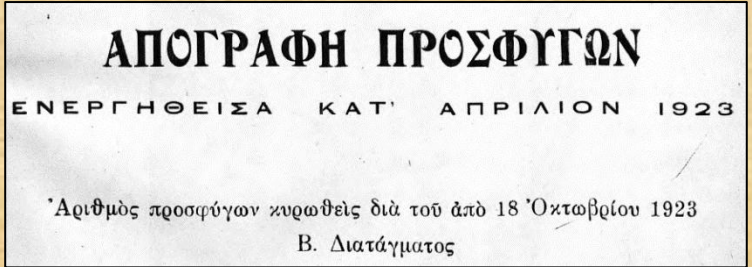 ΑΠΟΓΡΑΦΗ ΠΡΟΣΦΥΓΩΝ
ΕΝΕΡΓΗΘΕΙΣΑ ΚΑΤ' ΑΠΡΙΛΙΟΝ 1923
Ἀριθμὸς προσφύγων κυρωθεὶς διὰ τοῦ ἀπὸ 18 Ὀκτωβρίου 1923
Β. Διατάγματος